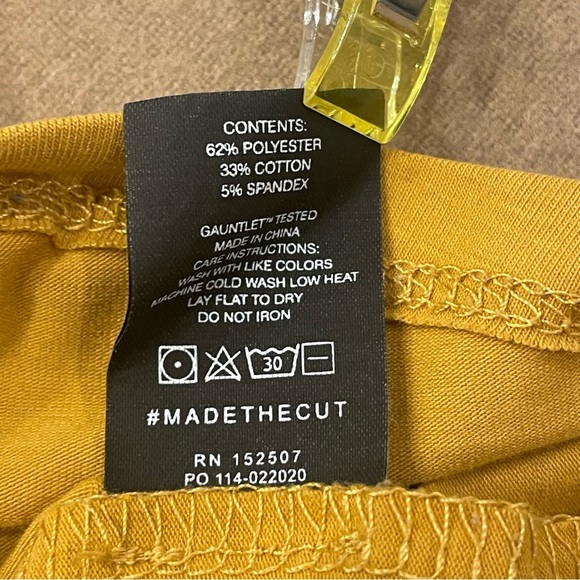 CONTENTS:
62% POLYESTER
33% COTTON
5% SPANDEX
GAUNTLET™ TESTED
MADE IN CHINA
CARE INSTRUCTIONS:
WASH WITH LIKE COLORS
MACHINE COLD WASH LOW HEAT
LAY FLAT TO DRY
DO NOT IRON
30
#MADETHECUT
RN 152507
PO 114-022020